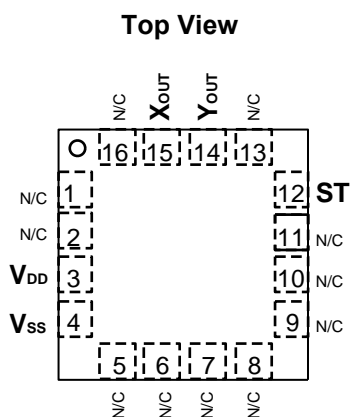 Top View
N/C XOUT YOUT N/C
16 15 14 13
N/C 1 12 ST
N/C 2 11 N/C
VDD 3 10 N/C
VSS 4 9 N/C
5 6 7 8
N/C N/C N/C N/C